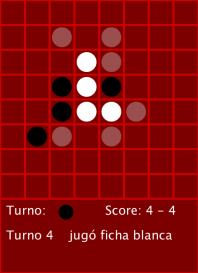 Turno: Score: 4 - 4
Turno 4 jugó ficha blanca